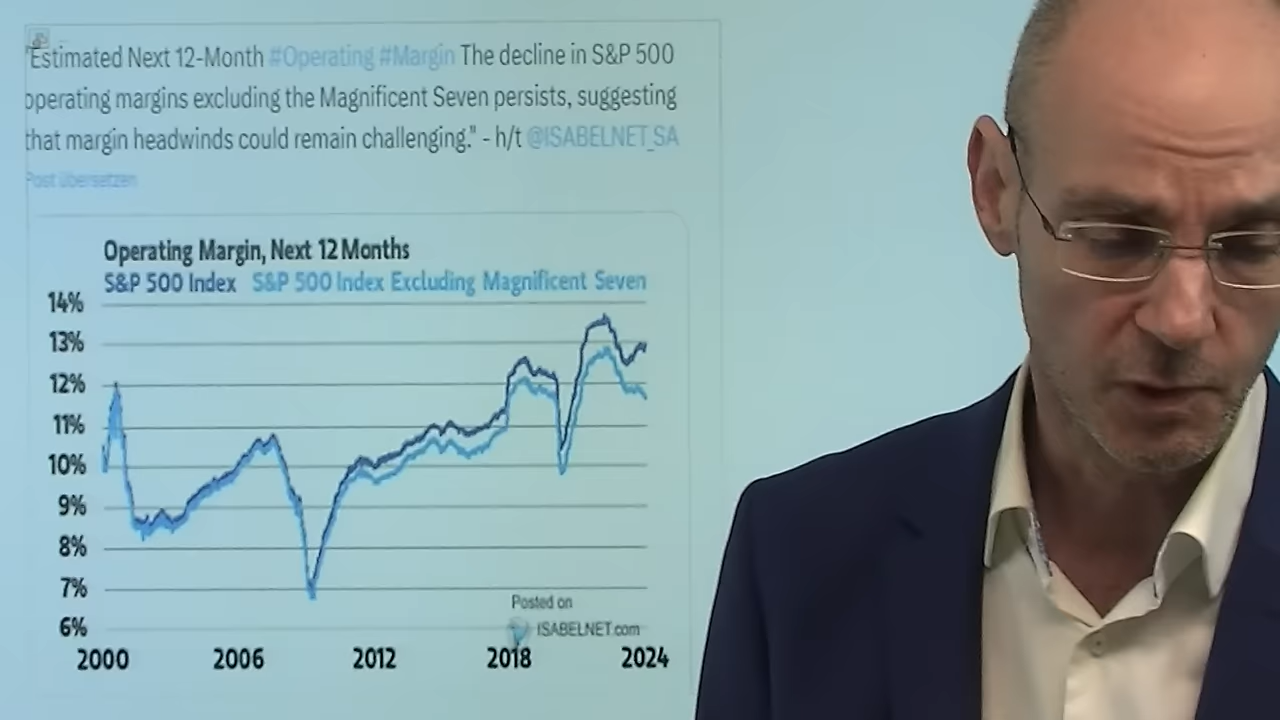 "Estimated Next 12-Month #Operating #Margin The decline in S&P 500
operating margins excluding the Magnificent Seven persists, suggesting
that margin headwinds could remain challenging." - h/t @ISABELNET_SA
Post übersetzen
Operating Margin, Next 12 Months
S&P 500 Index S&P 500 Index Excluding Magnificent Seven
14%
13%
12%
11%
10%
9%
8%
7%
6%
Posted on
ISABELNET.com
2000 2006 2012 2018 2024